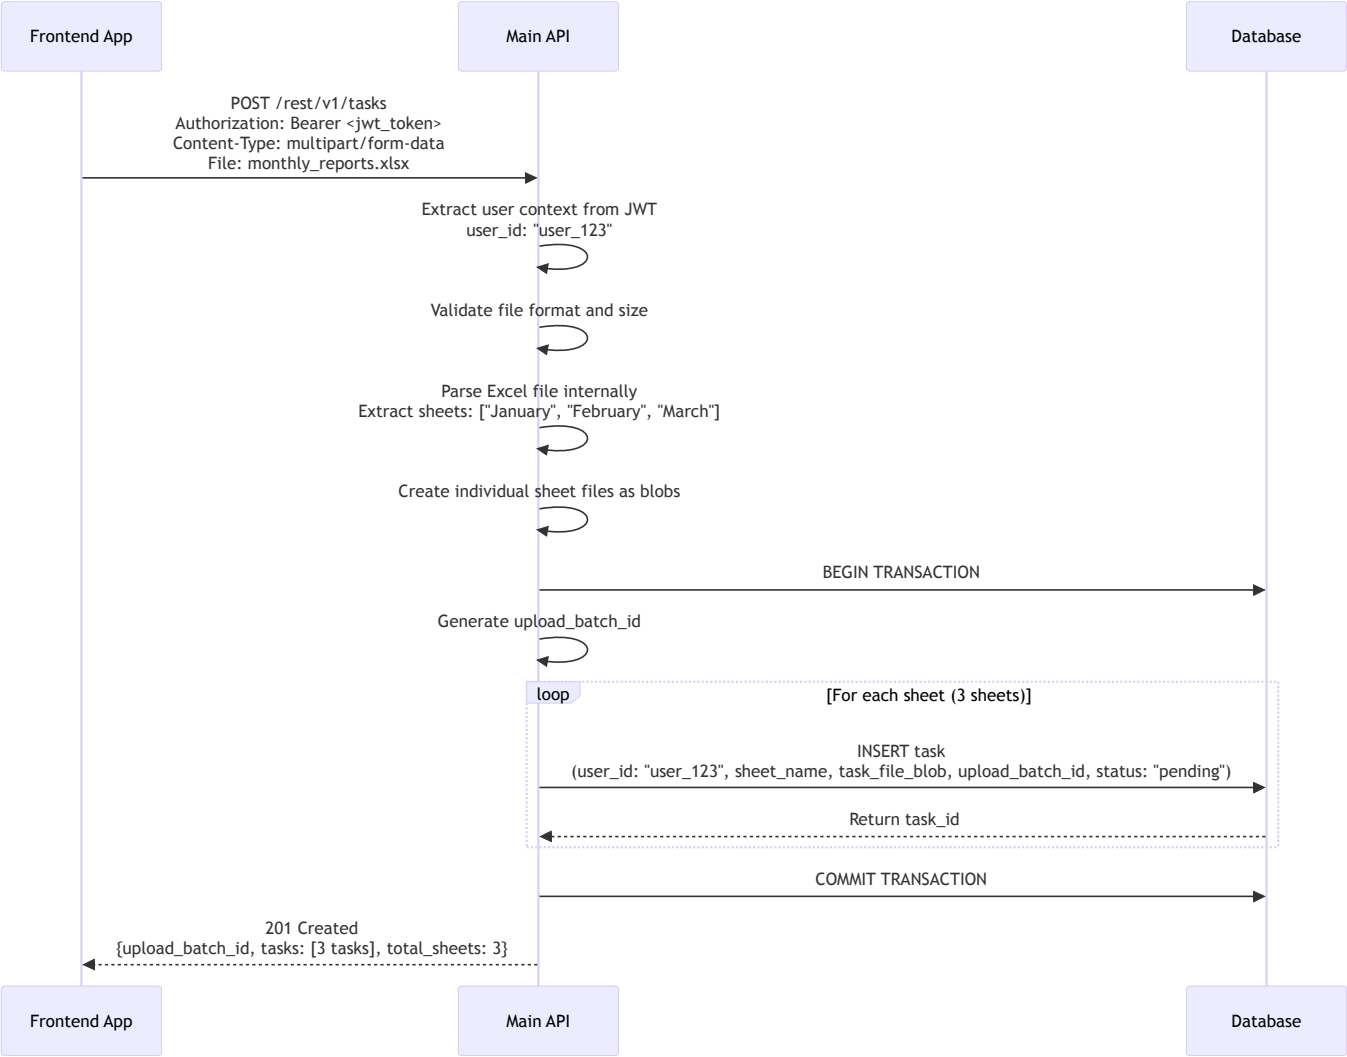 Frontend App
Main API
Database
POST /rest/v1/tasks
Authorization: Bearer <jwt_token>
Content-Type: multipart/form-data
File: monthly_reports.xlsx
Extract user context from JWT
user_id: "user_123"
Validate file format and size
Parse Excel file internally
Extract sheets: ["January", "February", "March"]
Create individual sheet files as blobs
BEGIN TRANSACTION
Generate upload_batch_id
loop
[For each sheet (3 sheets)]
INSERT task
(user_id: "user_123", sheet_name, task_file_blob, upload_batch_id, status: "pending")
Return task_id
COMMIT TRANSACTION
201 Created
{upload_batch_id, tasks: [3 tasks], total_sheets: 3}
Frontend App
Main API
Database